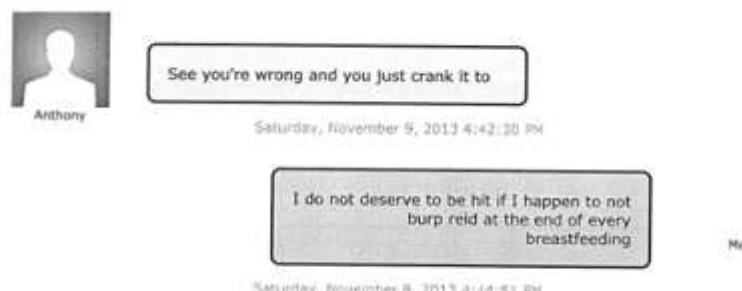 See you're wrong and you just crank it to
Anthony
Saturday, November 9, 2013 4:42:30 PM
I do not deserve to be hit if I happen to not
burp reid at the end of every
breastfeeding
Me
Saturday, November 9, 2013 4:44:51 PM